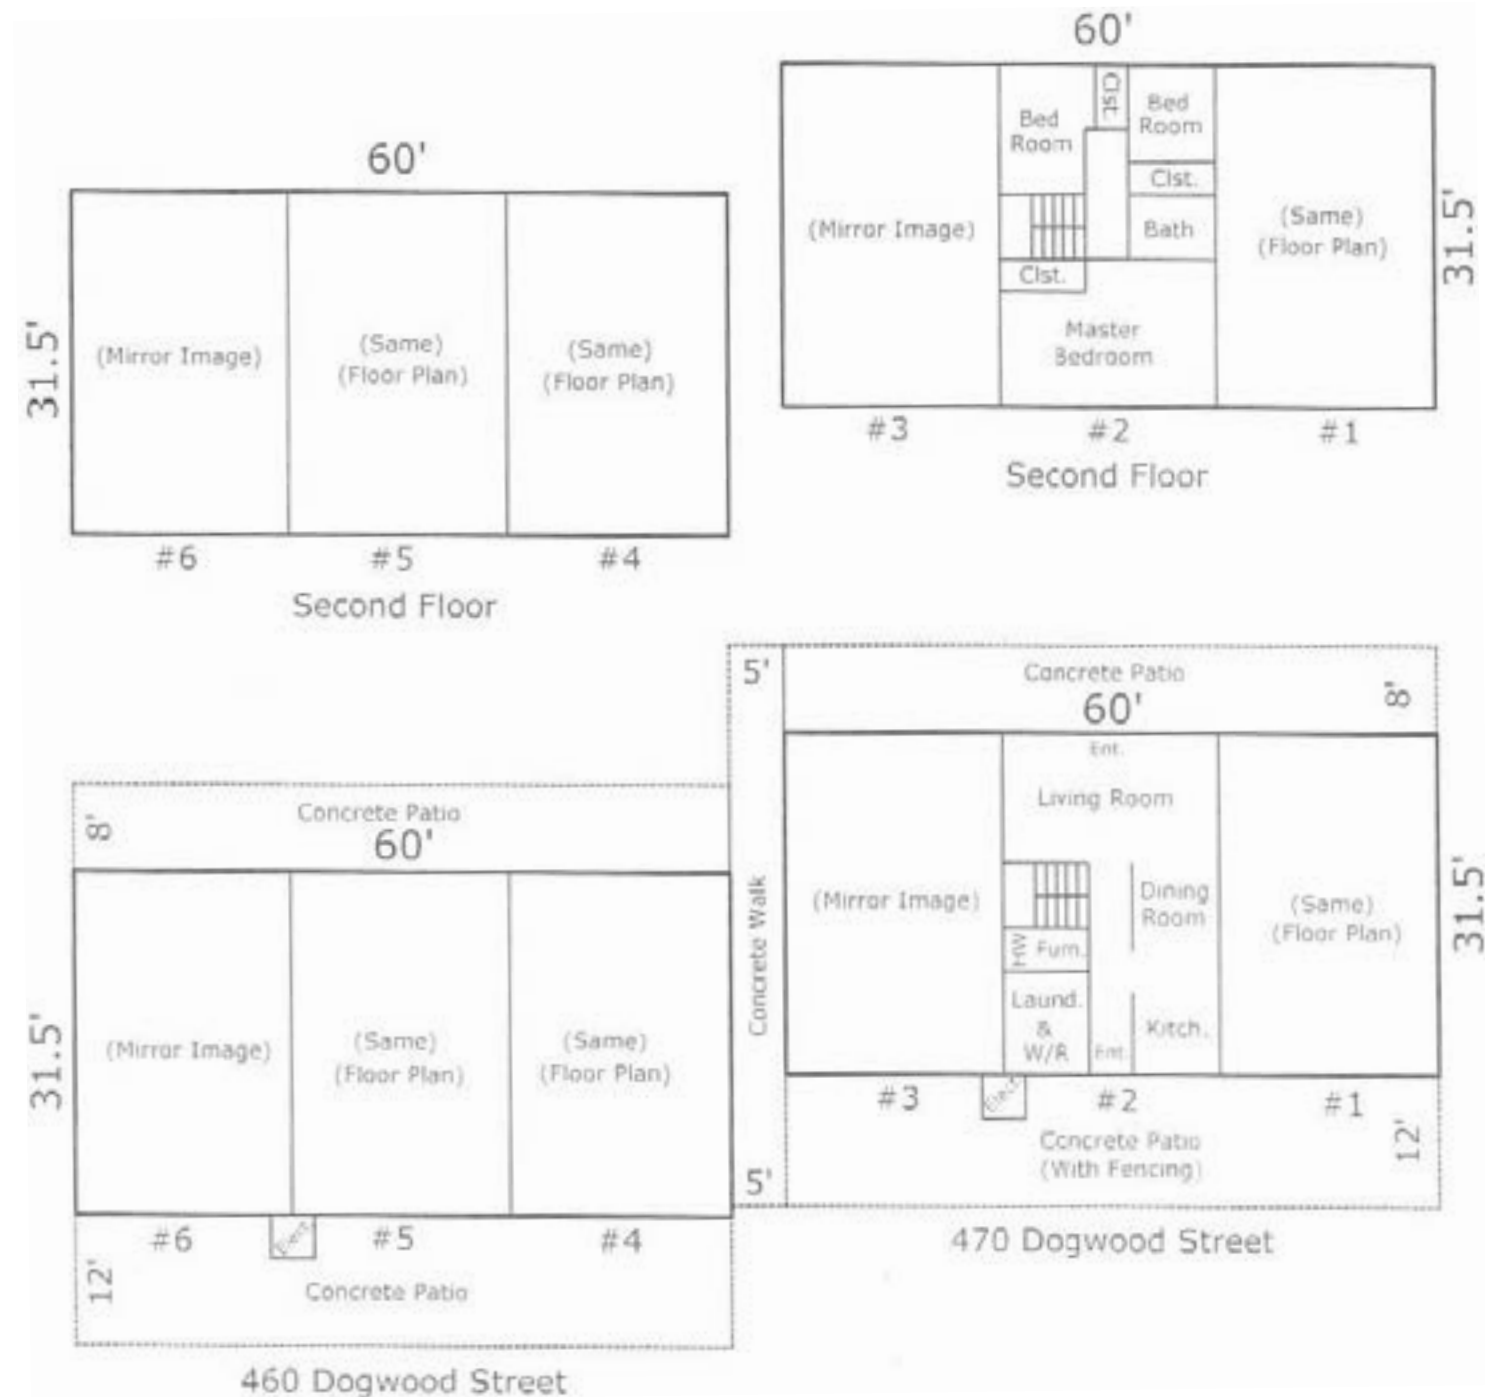 60'
31.5'
(Mirror Image)
(Same)
(Floor Plan)
(Same)
(Floor Plan)
#6
#5
#4
Second Floor
60'
Bed
Room
Clst.
Bed
Room
Clst.
Bath
Clst.
Master
Bedroom
(Mirror Image)
(Same)
(Floor Plan)
31.5'
#3
#2
#1
Second Floor
Concrete Patio
8'
60'
31.5'
(Mirror Image)
(Same)
(Floor Plan)
(Same)
(Floor Plan)
#6
#5
#4
12'
Concrete Patio
460 Dogwood Street
5'
Concrete Walk
5'
Concrete Patio
8'
60'
Ent.
Living Room
(Mirror Image)
Dining
Room
HW
Furn.
Laund.
&
W/R
Ent.
Kitch.
(Same)
(Floor Plan)
31.5'
#3
Elect.
#2
#1
Concrete Patio
(With Fencing)
12'
470 Dogwood Street